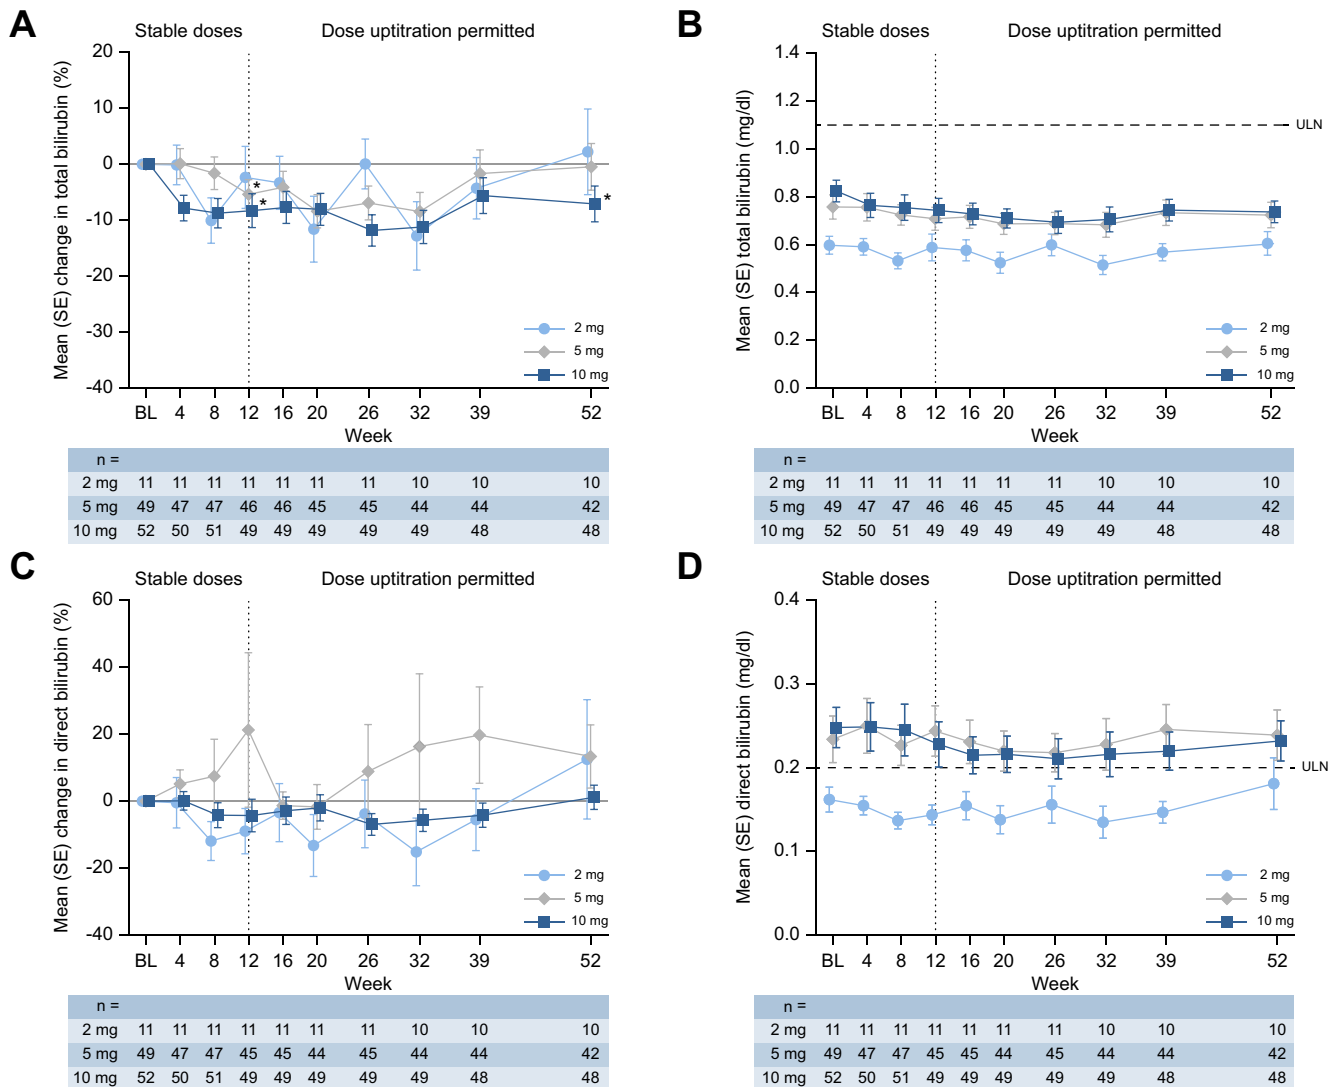 A
Stable doses Dose uptitration permitted
Mean (SE) change in total bilirubin (%)
20
10
0
-10
-20
-30
-40
* * *
2 mg
5 mg
10 mg
BL 4 8 12 16 20 26 32 39 52
Week
n =
2 mg 11 11 11 11 11 11 11 10 10 10
5 mg 49 47 47 46 46 45 45 44 44 42
10 mg 52 50 51 49 49 49 49 49 48 48
B
Stable doses Dose uptitration permitted
Mean (SE) total bilirubin (mg/dl)
1.4
1.2
1.0
0.8
0.6
0.4
0.2
0.0
ULN
2 mg
5 mg
10 mg
BL 4 8 12 16 20 26 32 39 52
Week
n =
2 mg 11 11 11 11 11 11 11 10 10 10
5 mg 49 47 47 46 46 45 45 44 44 42
10 mg 52 50 51 49 49 49 49 49 48 48
C
Stable doses Dose uptitration permitted
Mean (SE) change in direct bilirubin (%)
60
40
20
0
-20
-40
2 mg
5 mg
10 mg
BL 4 8 12 16 20 26 32 39 52
Week
n =
2 mg 11 11 11 11 11 11 11 10 10 10
5 mg 49 47 47 45 45 44 45 44 44 42
10 mg 52 50 51 49 49 49 49 49 48 48
D
Stable doses Dose uptitration permitted
Mean (SE) direct bilirubin (mg/dl)
0.4
0.3
0.2
0.1
0.0
ULN
2 mg
5 mg
10 mg
BL 4 8 12 16 20 26 32 39 52
Week
n =
2 mg 11 11 11 11 11 11 11 10 10 10
5 mg 49 47 47 45 45 44 45 44 44 42
10 mg 52 50 51 49 49 49 49 49 48 48